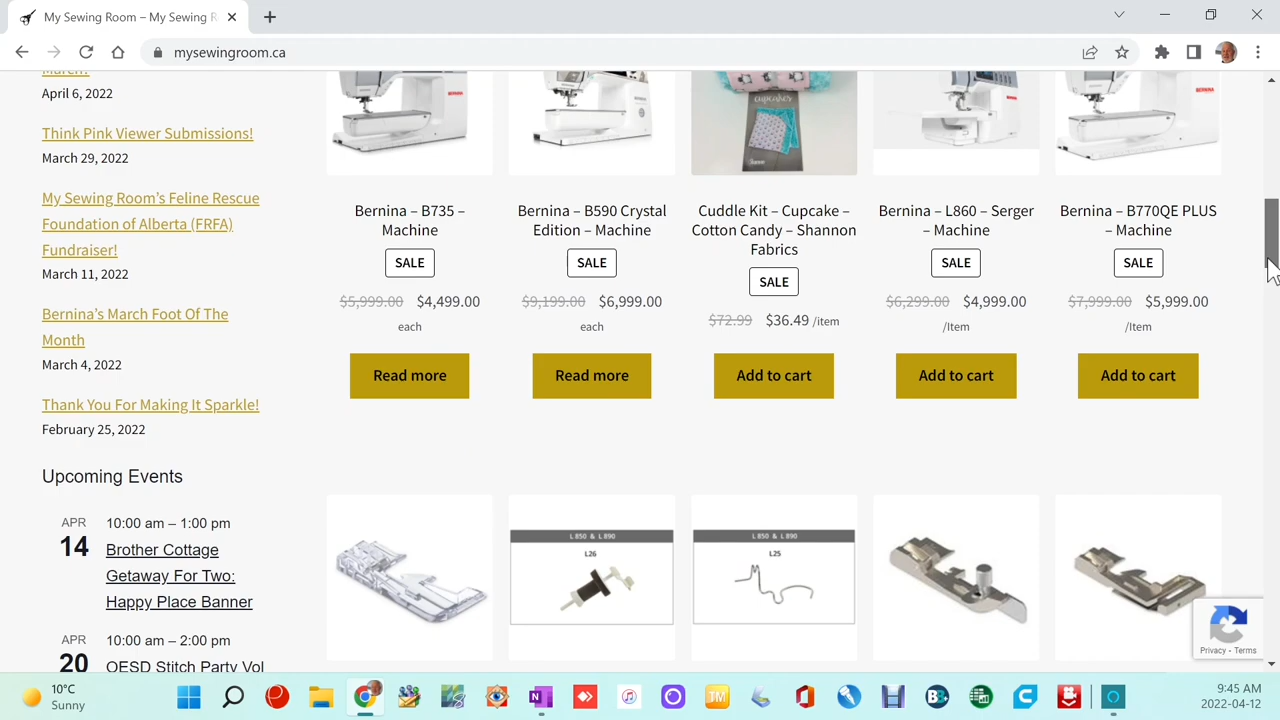 My Sewing Room – My Sewing R
mysewingroom.ca
March!
April 6, 2022
Think Pink Viewer Submissions!
March 29, 2022
My Sewing Room's Feline Rescue
Foundation of Alberta (FRFA)
Fundraiser!
March 11, 2022
Bernina's March Foot Of The
Month
March 4, 2022
Thank You For Making It Sparkle!
February 25, 2022
Upcoming Events
APR
14
10:00 am – 1:00 pm
Brother Cottage
Getaway For Two:
Happy Place Banner
APR
20
10:00 am – 2:00 pm
OESD Stitch Party Vol
BERNINA
CUPCAKE
BERNINA
Bernina – B735 –
Machine
SALE
$5,999.00 $4,499.00
each
Read more
Bernina – B590 Crystal
Edition – Machine
SALE
$9,199.00 $6,999.00
each
Read more
Cuddle Kit – Cupcake –
Cotton Candy – Shannon
Fabrics
SALE
$72.99 $36.49 /item
Add to cart
Bernina – L860 – Serger
– Machine
SALE
$6,299.00 $4,999.00
/Item
Add to cart
Bernina – B770QE PLUS
– Machine
SALE
$7,999.00 $5,999.00
/Item
Add to cart
L 850 & L 890
L26
L 850 & L 890
L25
Privacy - Terms
10°C
Sunny
9:45 AM
2022-04-12